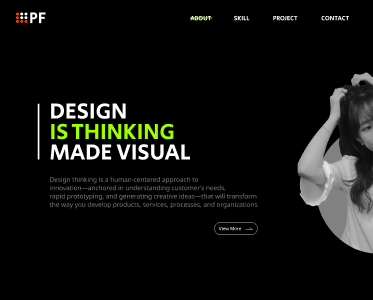 PF
ABOUT SKILL PROJECT CONTACT
DESIGN
IS THINKING
MADE VISUAL
Design thinking is a human-centered approach to
innovation—anchored in understanding customer's needs,
rapid prototyping, and generating creative ideas—that will transform
the way you develop products, services, processes, and organizations
View More